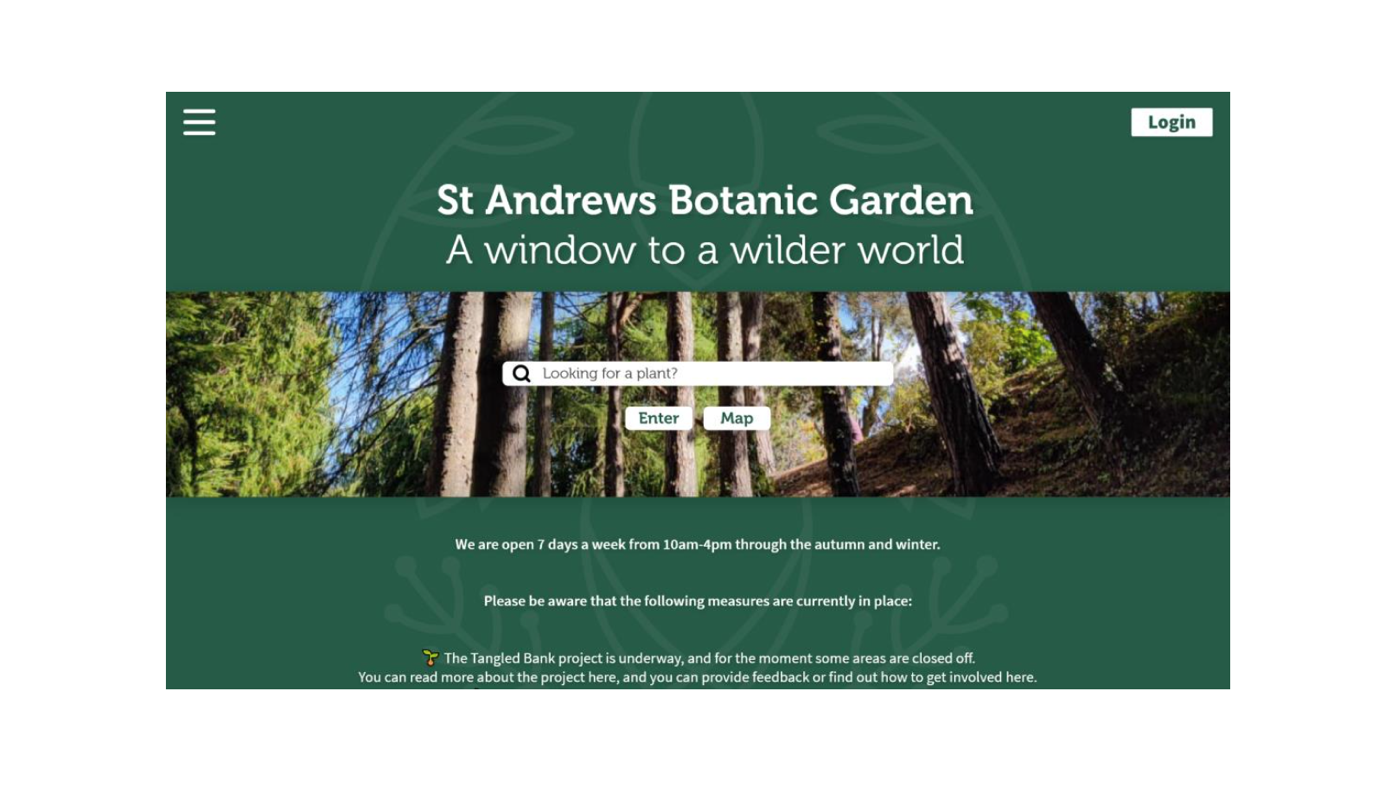 Login
St Andrews Botanic Garden
A window to a wilder world
Looking for a plant?
Enter Map
We are open 7 days a week from 10am-4pm through the autumn and winter.
Please be aware that the following measures are currently in place:
The Tangled Bank project is underway, and for the moment some areas are closed off.
You can read more about the project here, and you can provide feedback or find out how to get involved here.